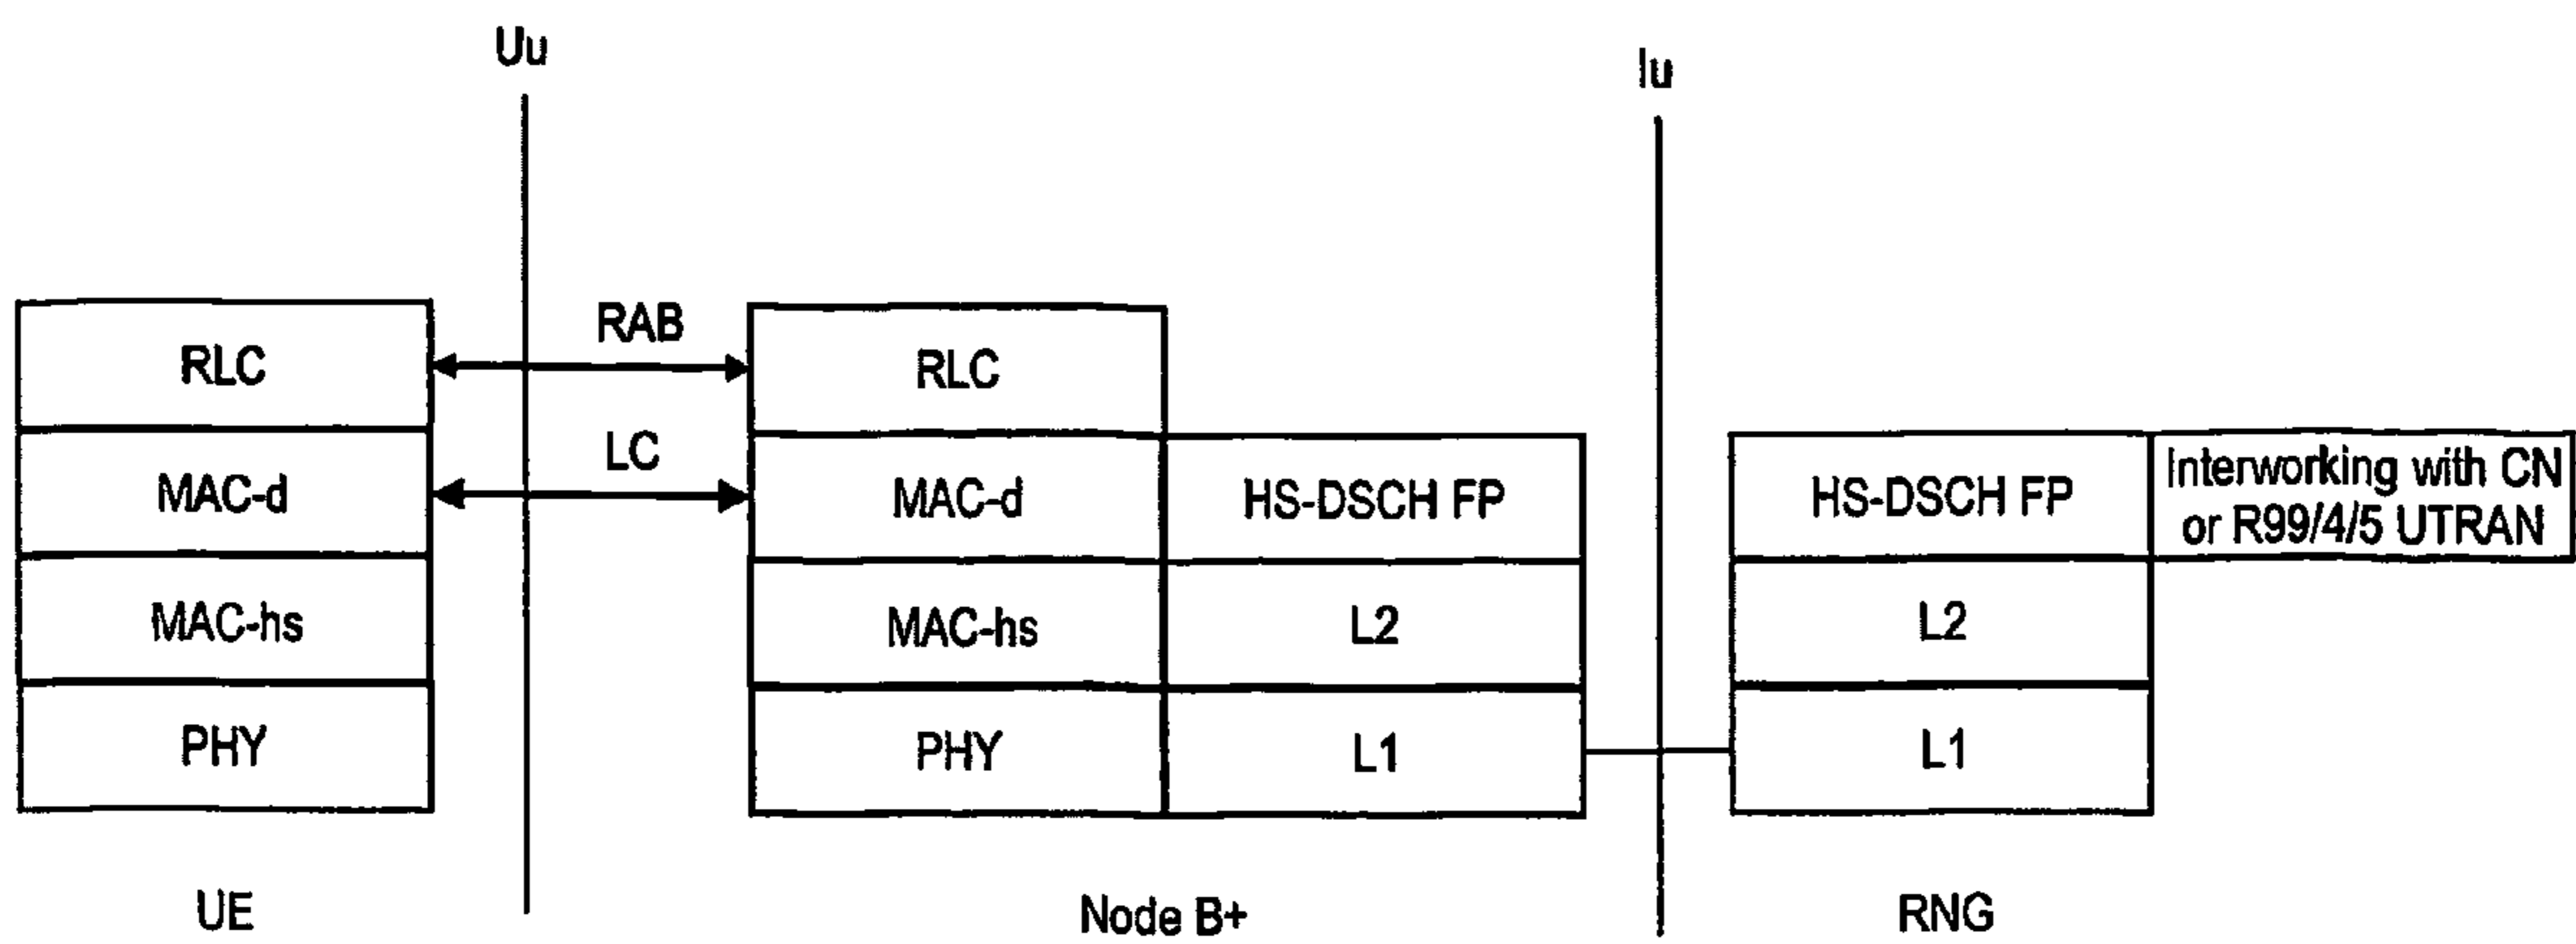 Uu
Iu
RAB
LC
RLC
MAC-d
MAC-hs
PHY
RLC
MAC-d
MAC-hs
PHY
HS-DSCH FP
L2
L1
HS-DSCH FP
L2
L1
Interworking with CN
or R99/4/5 UTRAN
UE
Node B+
RNG